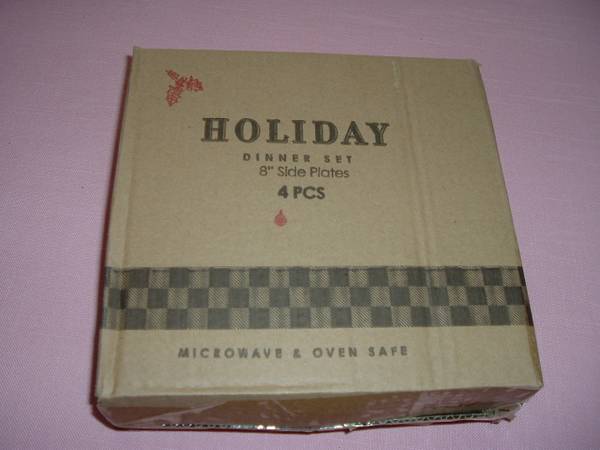 HOLIDAY
DINNER SET
8" Side Plates
4 PCS
MICROWAVE & OVEN SAFE